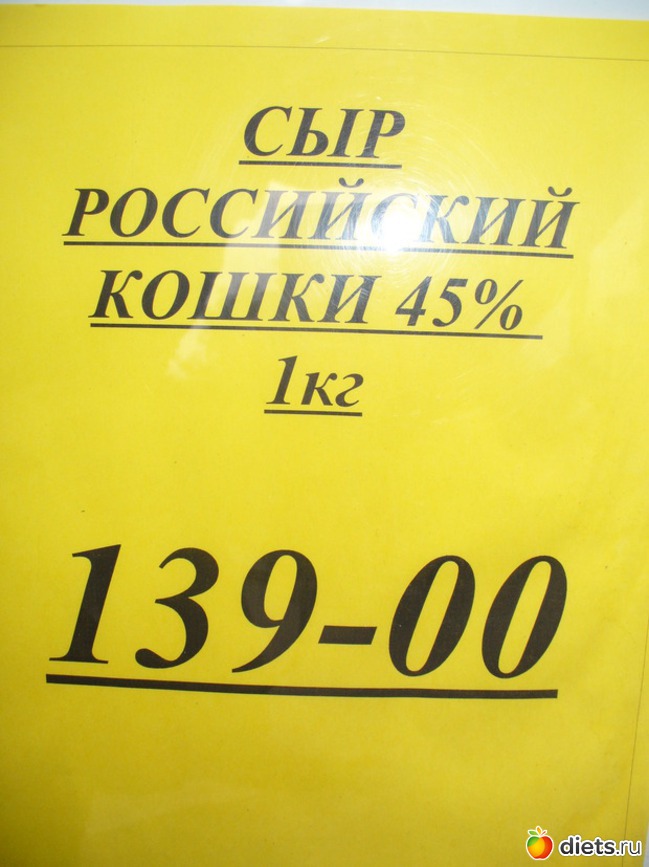 СЫР
РОССИЙСКИЙ
КОШКИ 45%
1кг
139-00
diets.ru